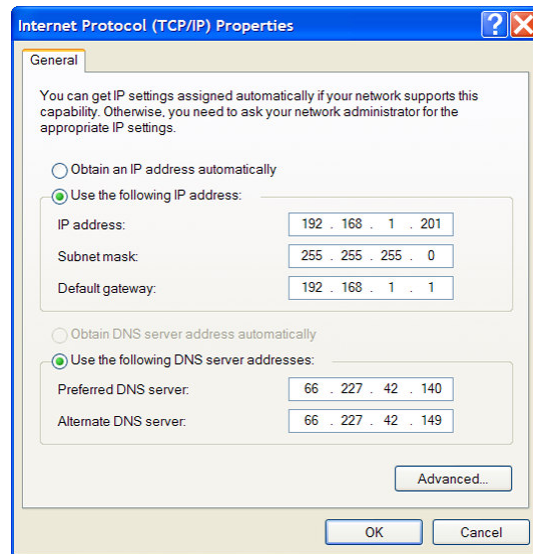 Internet Protocol (TCP/IP) Properties
General
You can get IP settings assigned automatically if your network supports this
capability. Otherwise, you need to ask your network administrator for the
appropriate IP settings.
Obtain an IP address automatically
Use the following IP address:
IP address: 192 . 168 . 1 . 201
Subnet mask: 255 . 255 . 255 . 0
Default gateway: 192 . 168 . 1 . 1
Obtain DNS server address automatically
Use the following DNS server addresses:
Preferred DNS server: 66 . 227 . 42 . 140
Alternate DNS server: 66 . 227 . 42 . 149
Advanced...
OK Cancel